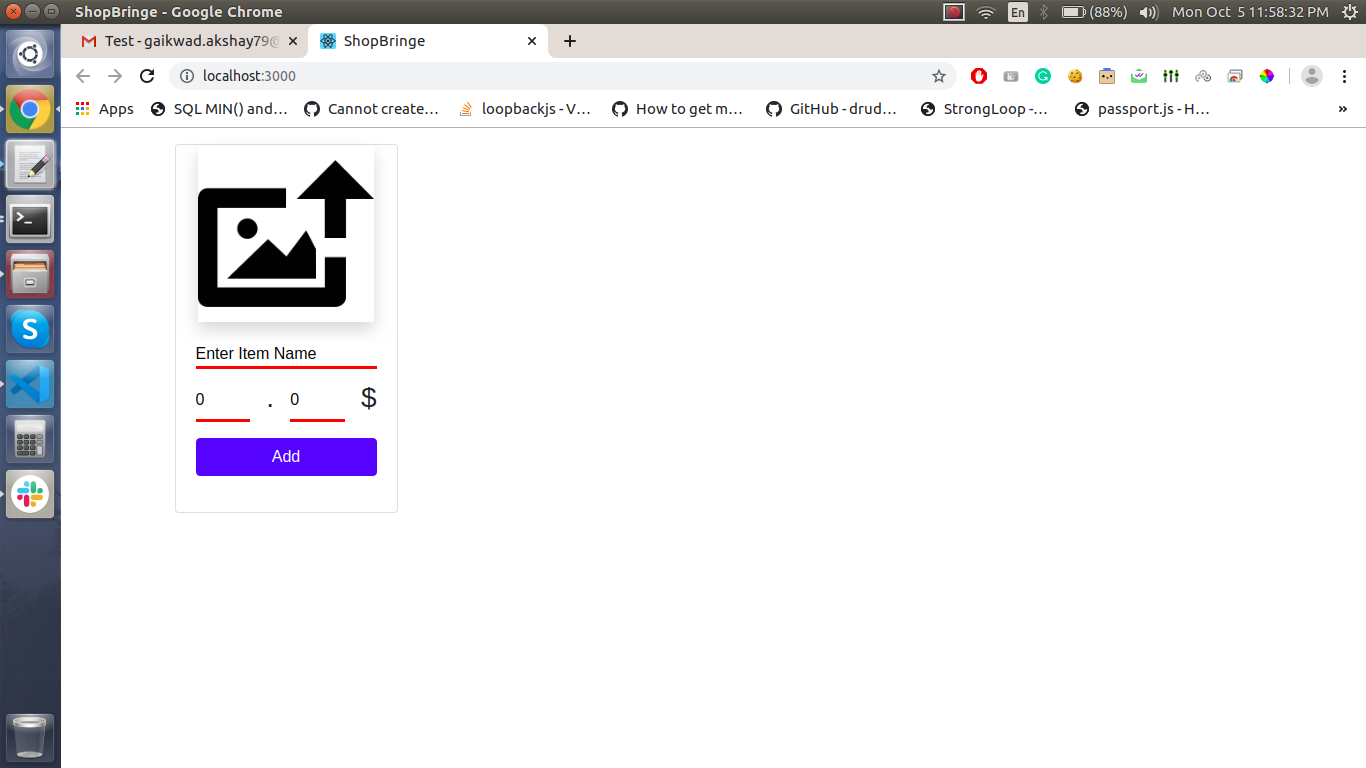 ShopBringe - Google Chrome
En (88%) Mon Oct 5 11:58:32 PM
Test - gaikwad.akshay79@
ShopBringe
localhost:3000
Apps SQL MIN() and... Cannot create... loopbackjs - V... How to get m... GitHub - drud... StrongLoop -... passport.js - H... »
Enter Item Name
0 . 0 $
Add